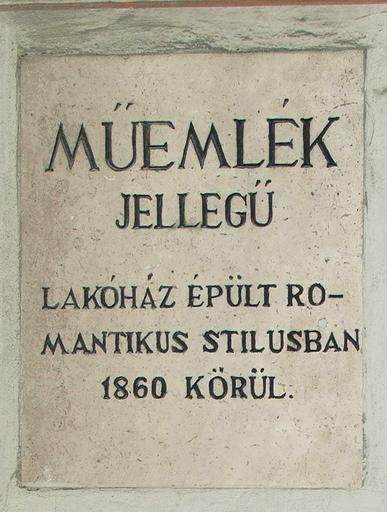 MŰEMLÉK
JELLEGŰ
LAKÓHÁZ ÉPÜLT RO-
MANTIKUS STILUSBAN
1860 KÖRÜL.